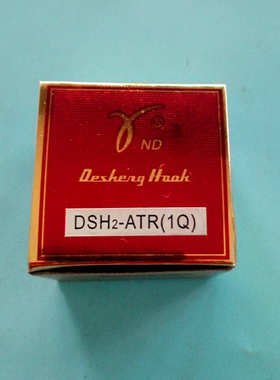 ND
Desheng Hook
DSH2-ATR(1Q)